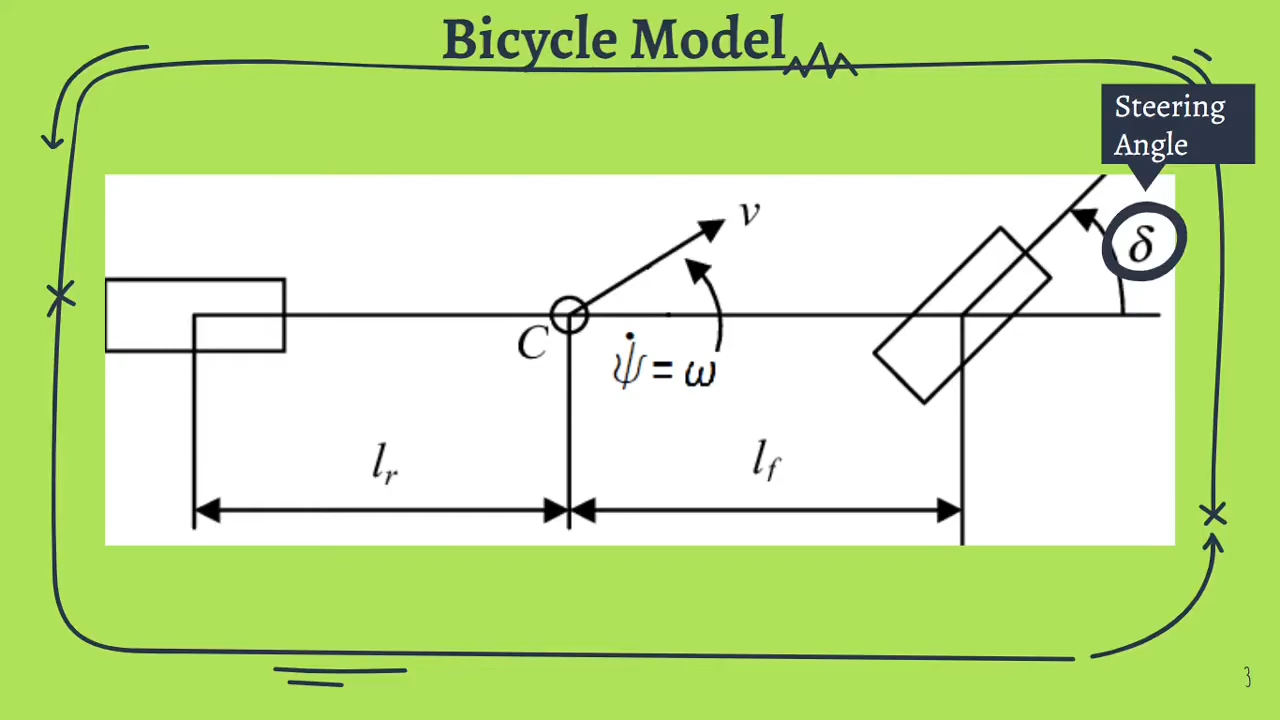 Bicycle Model
Steering
Angle
v
δ
C
ψ̇ = ω
l_r
l_f
3